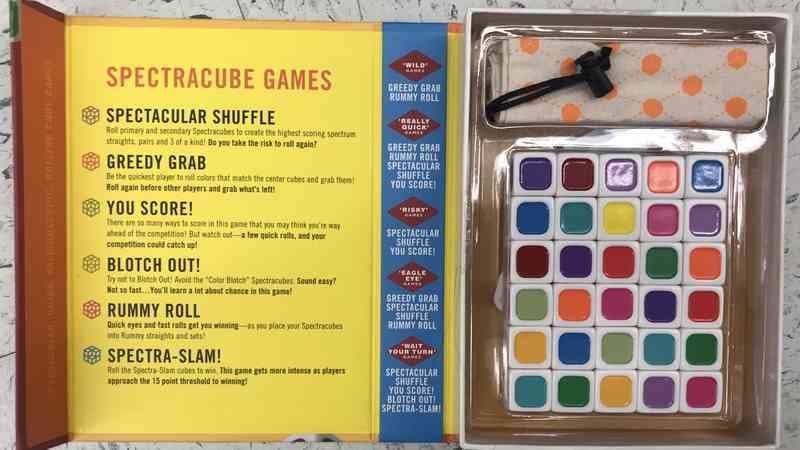 SPECTRACUBE GAMES
SPECTACULAR SHUFFLE
Roll primary and secondary Spectracubes to create the highest scoring spectrum
straights, pairs and 3 of a kind! Do you take the risk to roll again?
GREEDY GRAB
Be the quickest player to roll colors that match the center cubes and grab them!
Roll again before other players and grab what's left!
YOU SCORE!
There are so many ways to score in this game that you may think you're way
ahead of the competition! But watch out—a few quick rolls, and your
competition could catch up!
BLOTCH OUT!
Try not to Blotch Out! Avoid the "Color Blotch" Spectracubes. Sound easy?
Not so fast...You'll learn a lot about chance in this game!
RUMMY ROLL
Quick eyes and fast rolls get you winning—as you place your Spectracubes
into Rummy straights and sets!
SPECTRA-SLAM!
Roll the Spectra-Slam cubes to win. This game gets more intense as players
approach the 15 point threshold to winning!
'WILD'
GAMES
GREEDY GRAB
RUMMY ROLL
'REALLY
QUICK'
GAMES
GREEDY GRAB
RUMMY ROLL
SPECTACULAR
SHUFFLE
YOU SCORE!
'RISKY'
GAMES
SPECTACULAR
SHUFFLE
YOU SCORE!
'EAGLE
EYE'
GAMES
GREEDY GRAB
SPECTACULAR
SHUFFLE
RUMMY ROLL
'WAIT
YOUR TURN'
GAMES
SPECTACULAR
SHUFFLE
YOU SCORE!
BLOTCH OUT!
SPECTRA-SLAM!